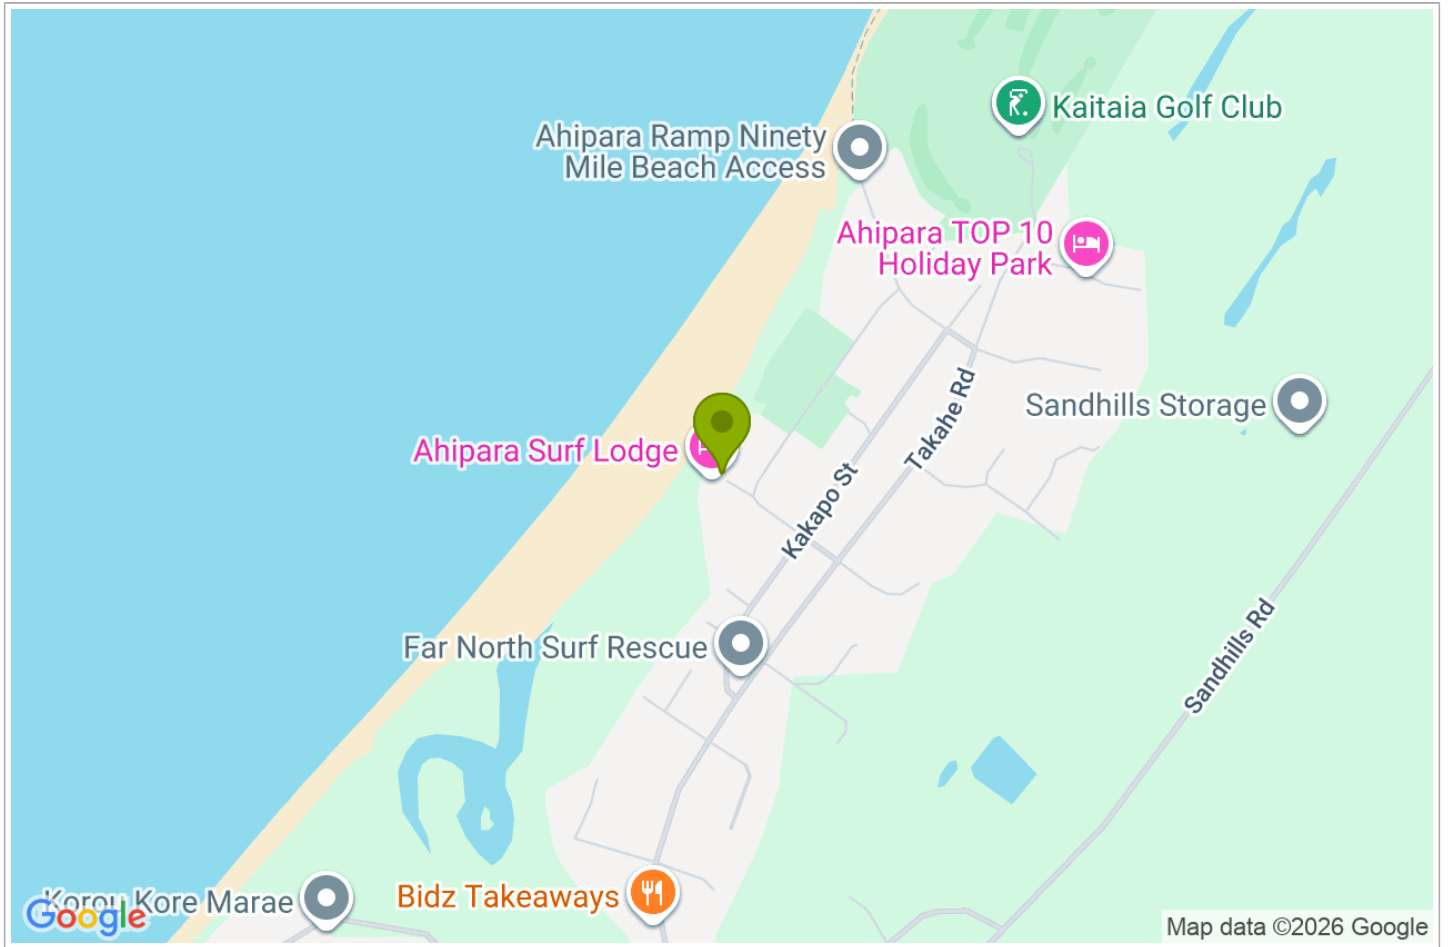 Kaitaia Golf Club
Ahipara Ramp Ninety
Mile Beach Access
Ahipara TOP 10
Holiday Park
Takahe Rd
Sandhills Storage
Ahipara Surf Lodge
Kakapo St
Sandhills Rd
Far North Surf Rescue
Korou Kore Marae
Bidz Takeaways
Google
Map data ©2026 Google